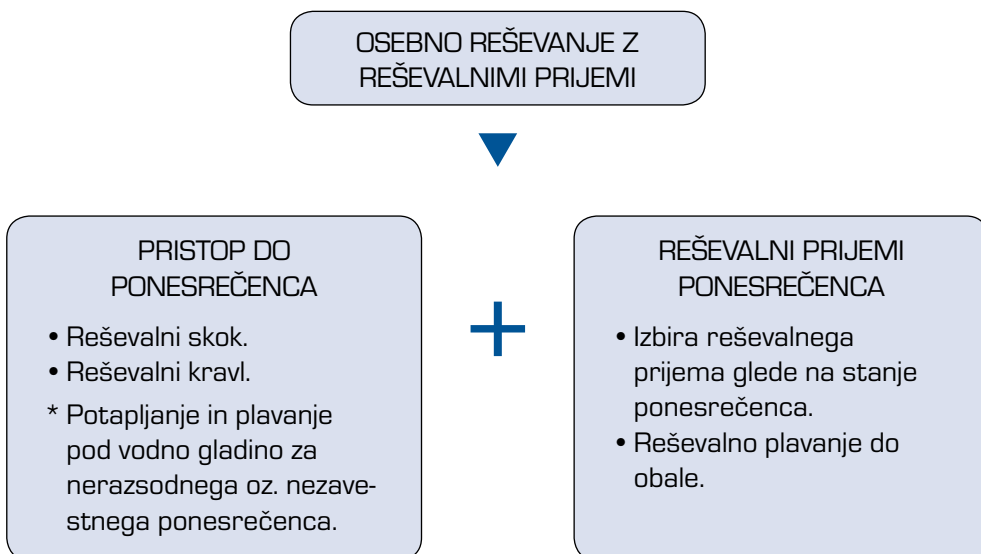 OSEBNO REŠEVANJE Z
REŠEVALNIMI PRIJEMI
PRISTOP DO
PONESREČENCA
• Reševalni skok.
• Reševalni kravl.
* Potapljanje in plavanje
pod vodno gladino za
nerazsodnega oz. nezave-
stnega ponesrečenca.
+
REŠEVALNI PRIJEMI
PONESREČENCA
• Izbira reševalnega
prijema glede na stanje
ponesrečenca.
• Reševalno plavanje do
obale.